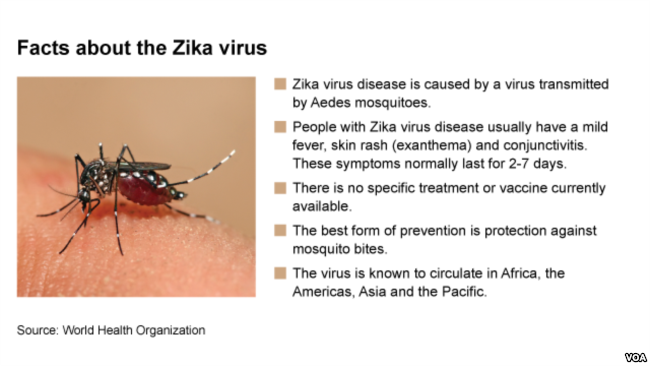 Facts about the Zika virus
Zika virus disease is caused by a virus transmitted
by Aedes mosquitoes.
People with Zika virus disease usually have a mild
fever, skin rash (exanthema) and conjunctivitis.
These symptoms normally last for 2-7 days.
There is no specific treatment or vaccine currently
available.
The best form of prevention is protection against
mosquito bites.
The virus is known to circulate in Africa, the
Americas, Asia and the Pacific.
Source: World Health Organization
VOA